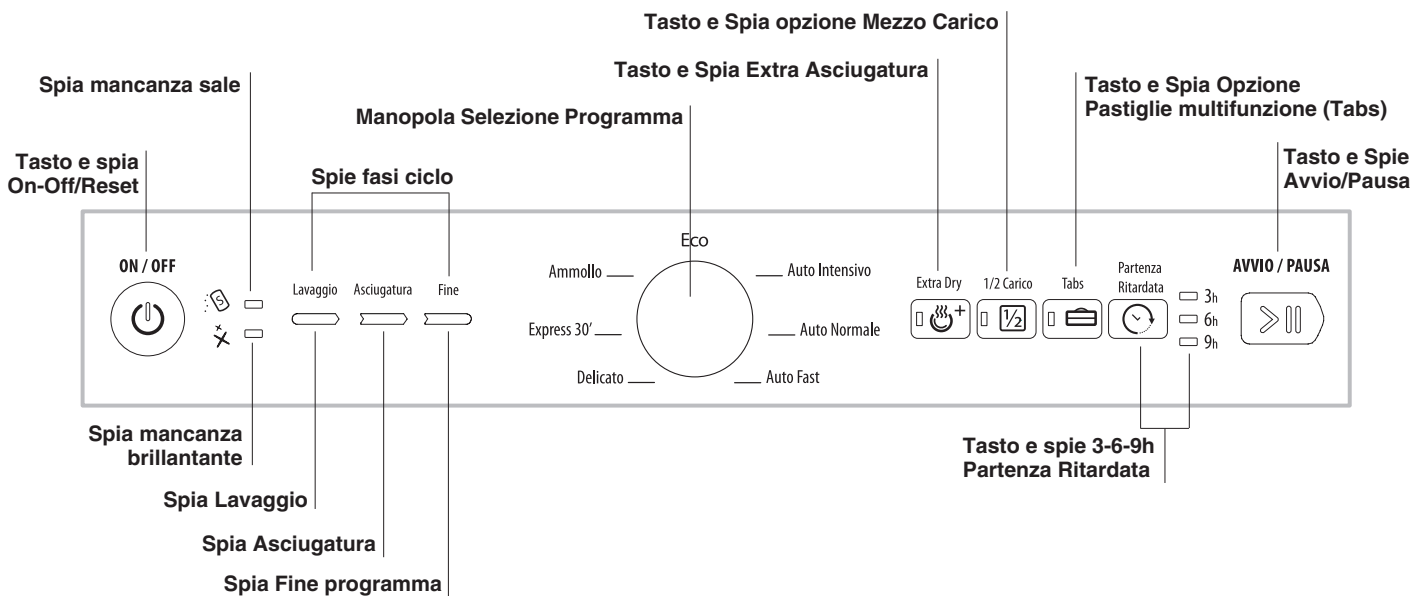 Tasto e Spia opzione Mezzo Carico
Tasto e Spia Extra Asciugatura
Spia mancanza sale
Tasto e Spia Opzione
Pastiglie multifunzione (Tabs)
Manopola Selezione Programma
Tasto e spia
On-Off/Reset
Spie fasi ciclo
Tasto e Spie
Avvio/Pausa
ON / OFF
S
Lavaggio
Asciugatura
Fine
Eco
Ammollo
Auto Intensivo
Express 30’
Auto Normale
Delicato
Auto Fast
Extra Dry
1/2 Carico
1/2
Tabs
Partenza
Ritardata
3h
6h
9h
AVVIO / PAUSA
Spia mancanza
brillantante
Tasto e spie 3-6-9h
Partenza Ritardata
Spia Lavaggio
Spia Asciugatura
Spia Fine programma